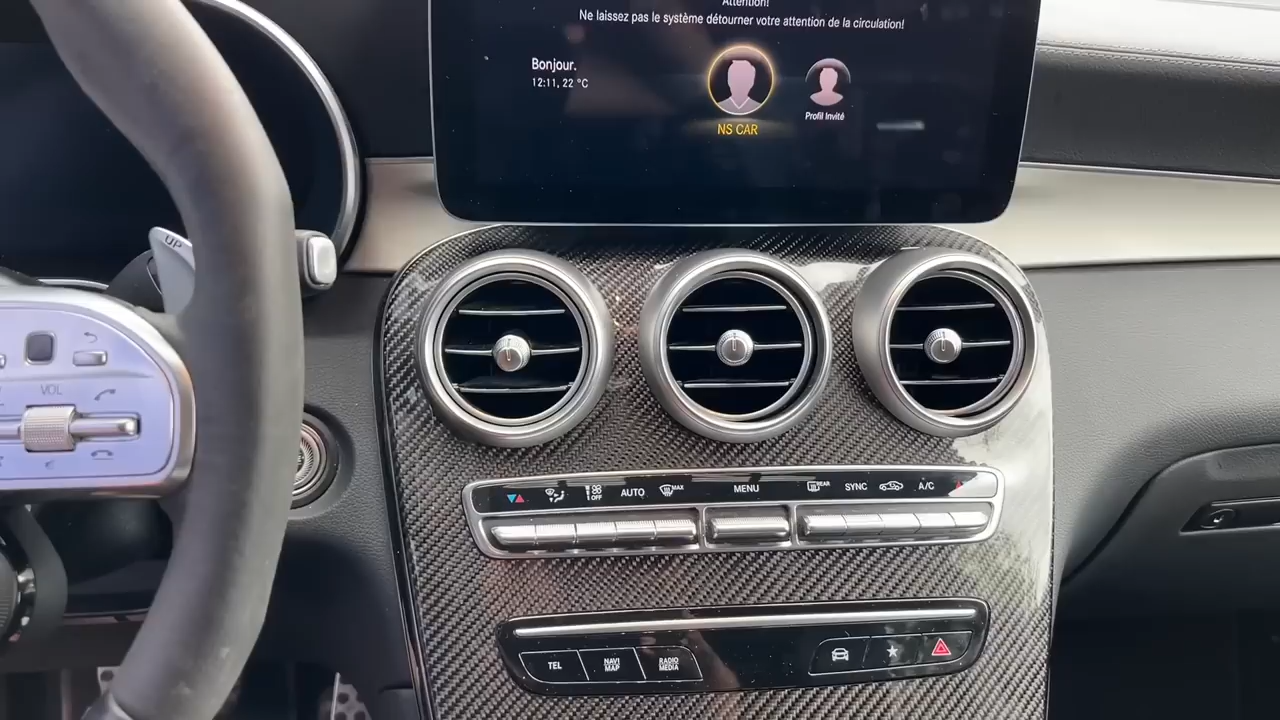 Attention!
Ne laissez pas le système détourner votre attention de la circulation!
Bonjour.
12:11, 22 °C
NS CAR
Profil Invité
UP
VOL
OFF
AUTO
MAX
MENU
REAR
SYNC
A/C
TEL
NAVI
MAP
RADIO
MEDIA